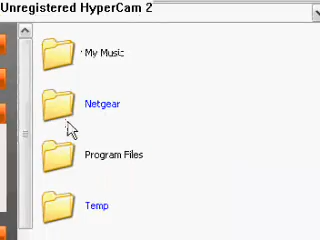 Unregistered HyperCam 2
My Music
Netgear
Program Files
Temp